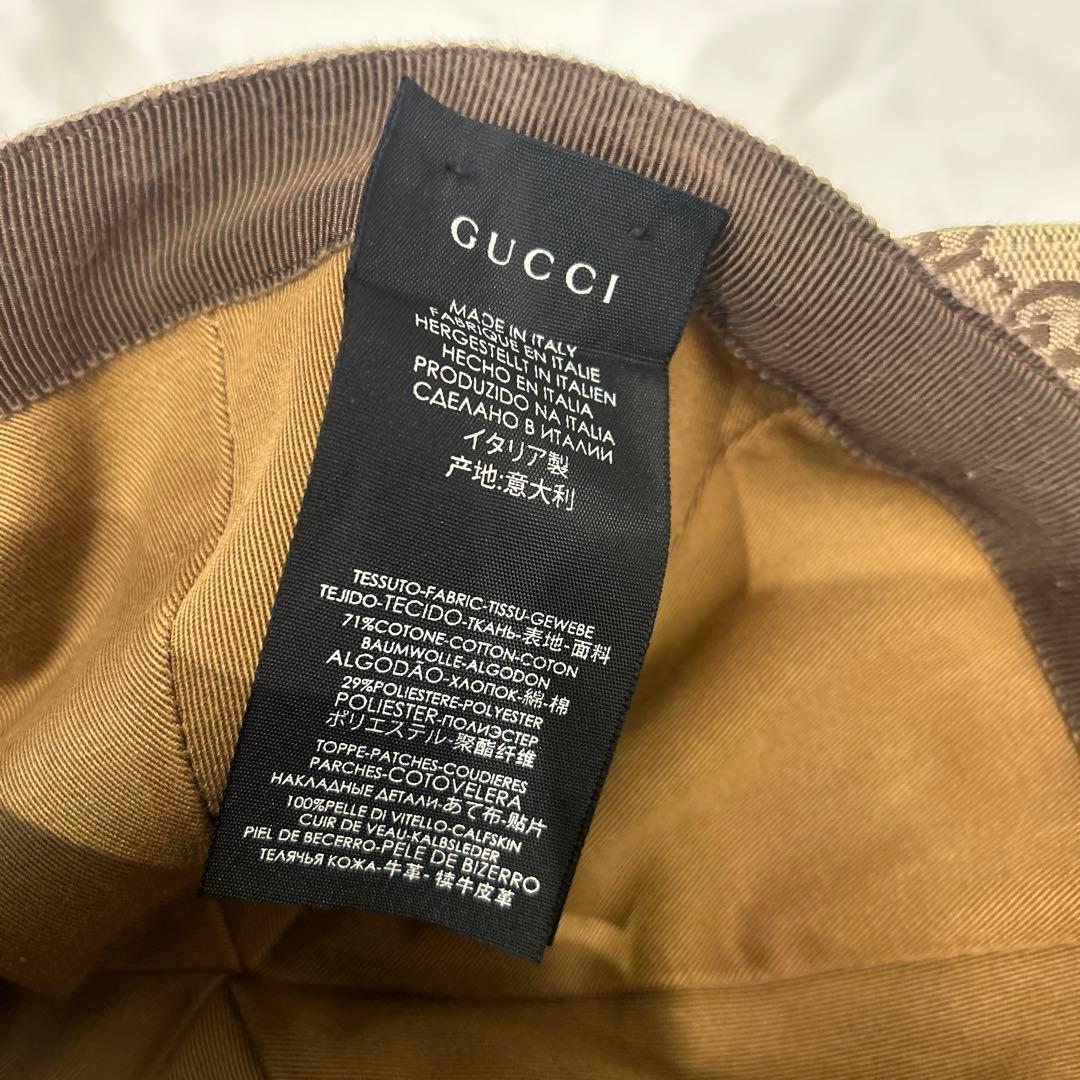 GUCCI
MADE IN ITALY
FABRIQUE EN ITALIE
HERGESTELLT IN ITALIEN
HECHO EN ITALIA
PRODUZIDO NA ITALIA
СДЕЛАНО В ИТАЛИИ
イタリア製
产地:意大利
TESSUTO-FABRIC-TISSU-GEWEBE
TEJIDO-TECIDO-ТКАНЬ-表地-面料
71%COTONE-COTTON-COTON
BAUMWOLLE-ALGODON
ALGODÃO-ХЛОПОК-綿-棉
29%POLIESTERE-POLYESTER
POLIESTER-ПОЛИЭСТЕР
ポリエステル-聚酯纤维
TOPPE-PATCHES-COUDIERES
PARCHES-COTOVELERA
НАКЛАДНЫЕ ДЕТАЛИ-あて布-贴片
100%PELLE DI VITELLO-CALFSKIN
CUIR DE VEAU-KALBSLEDER
PIEL DE BECERRO-PELE DE BIZERRO
ТЕЛЯЧЬЯ КОЖА-牛革-犊牛皮革